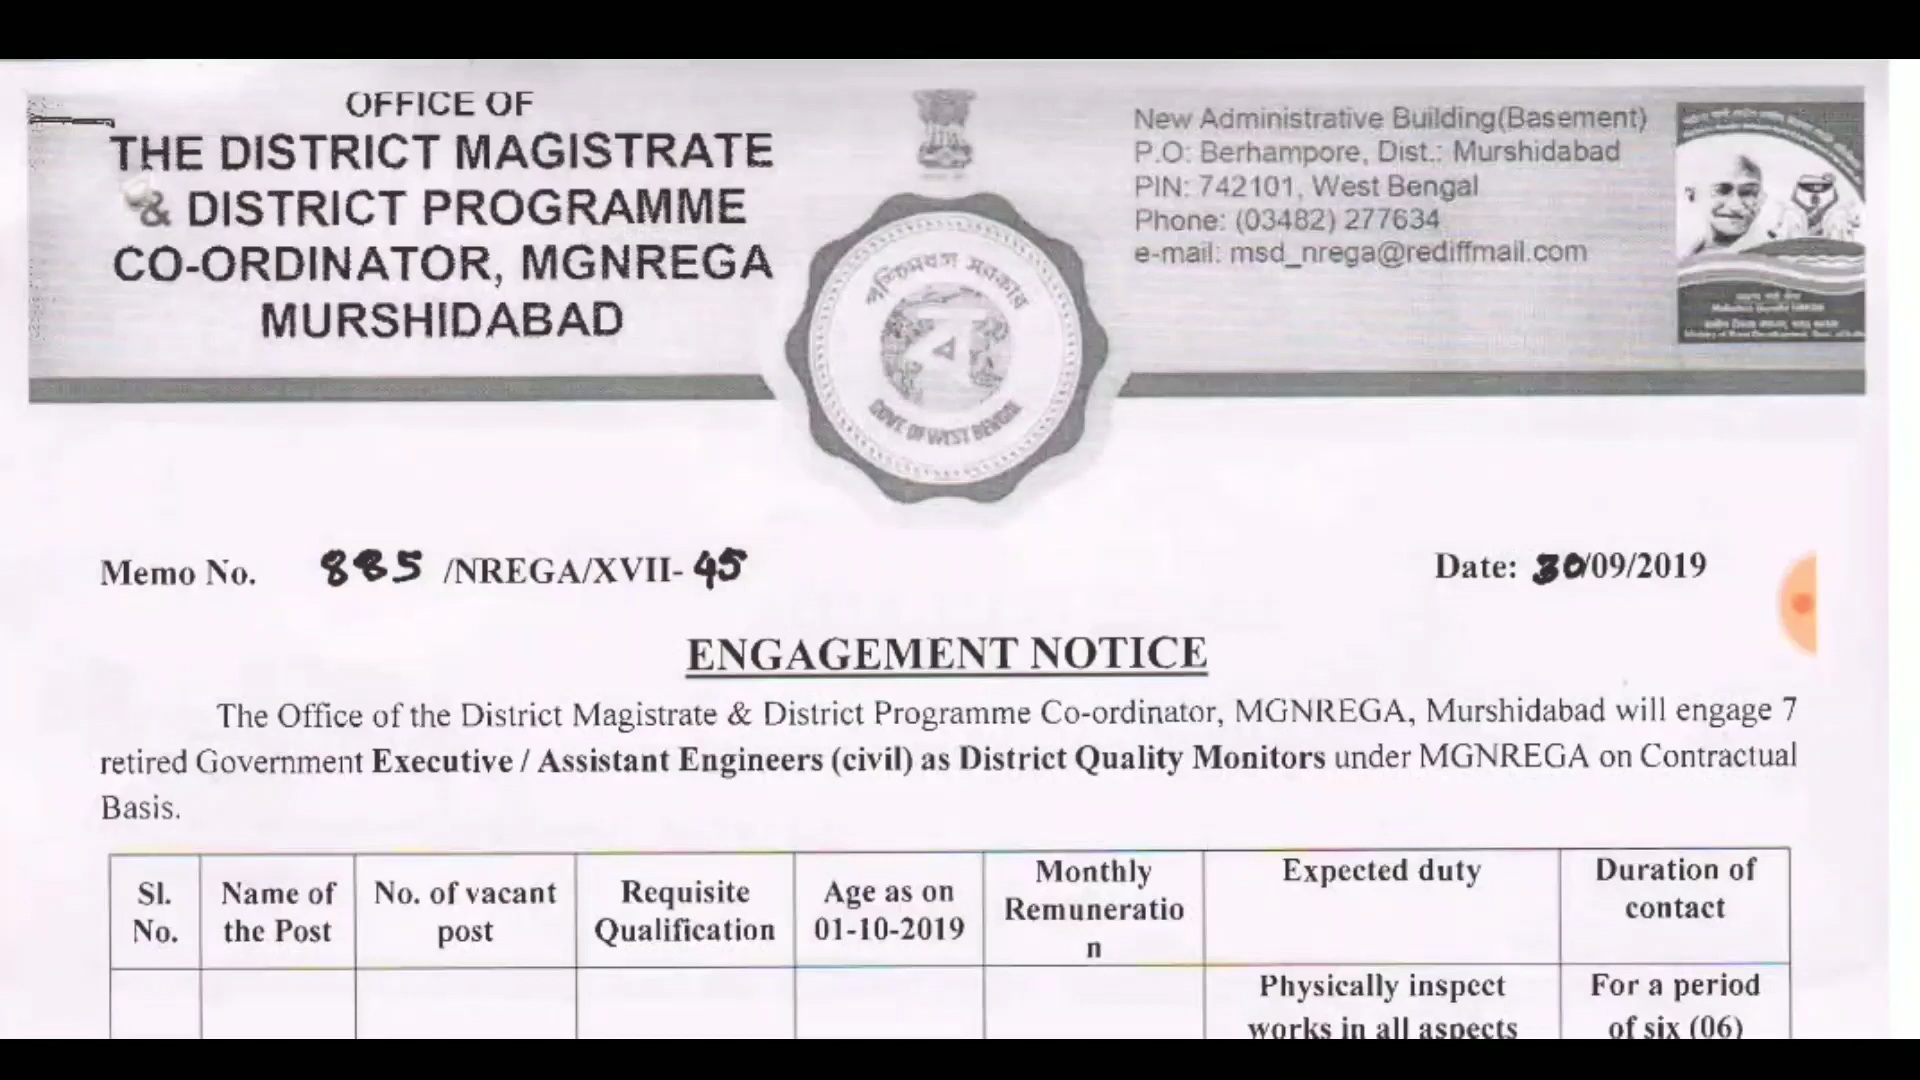 OFFICE OF
THE DISTRICT MAGISTRATE
& DISTRICT PROGRAMME
CO-ORDINATOR, MGNREGA
MURSHIDABAD
পশ্চিমবঙ্গ সরকার
GOVT. OF WEST BENGAL
New Administrative Building(Basement)
P.O: Berhampore, Dist.: Murshidabad
PIN: 742101, West Bengal
Phone: (03482) 277634
e-mail: msd_nrega@rediffmail.com
Memo No. 885 /NREGA/XVII- 45
Date: 30/09/2019
ENGAGEMENT NOTICE
The Office of the District Magistrate & District Programme Co-ordinator, MGNREGA, Murshidabad will engage 7
retired Government Executive / Assistant Engineers (civil) as District Quality Monitors under MGNREGA on Contractual
Basis.
Sl. No.
Name of the Post
No. of vacant post
Requisite Qualification
Age as on 01-10-2019
Monthly Remuneratio n
Expected duty
Duration of contact
Physically inspect
works in all aspects
For a period
of six (06)